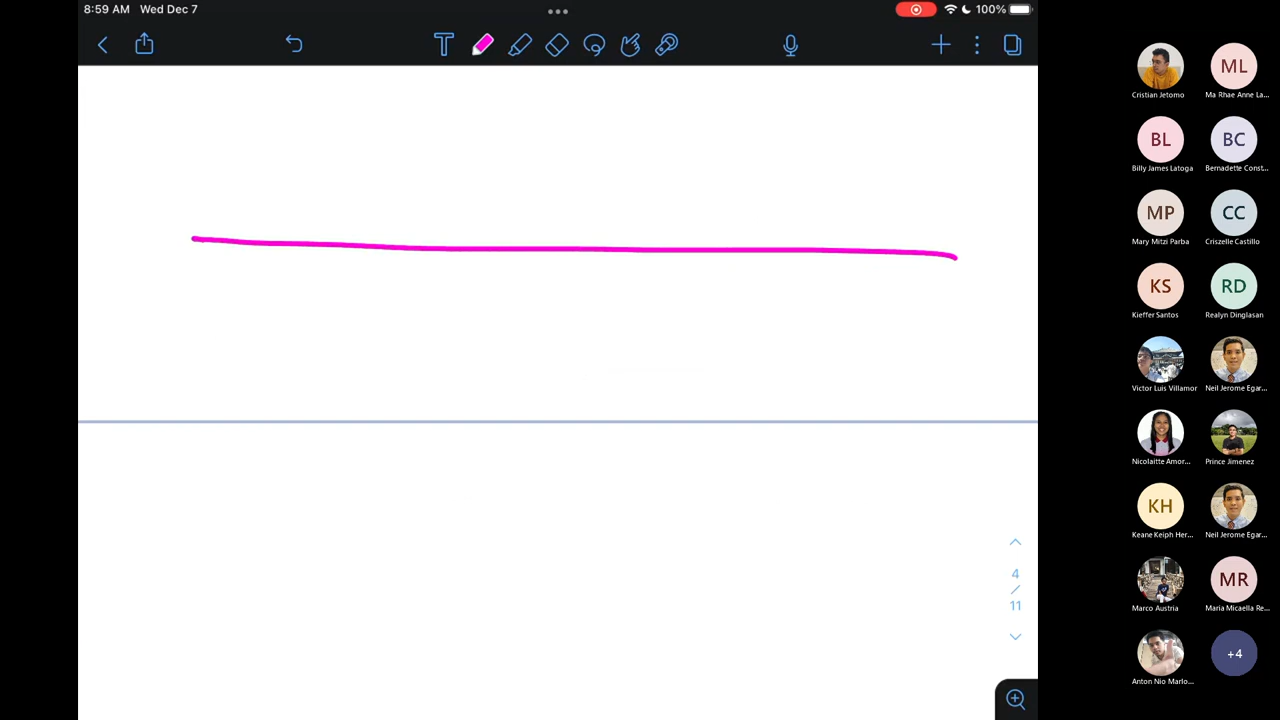 8:59 AM Wed Dec 7
100%
T
4
/
11
Cristian Jetomo
ML
Ma Rhae Anne La...
BL
Billy James Latoga
BC
Bernadette Const...
MP
Mary Mitzi Parba
CC
Criszelle Castillo
KS
Kieffer Santos
RD
Realyn Dinglasan
Victor Luis Villamor
Neil Jerome Egar...
Nicolaitte Amor...
Prince Jimenez
KH
Keane Keiph Her...
Neil Jerome Egar...
Marco Austria
MR
Maria Micaella Re...
Anton Nio Marlo...
+4